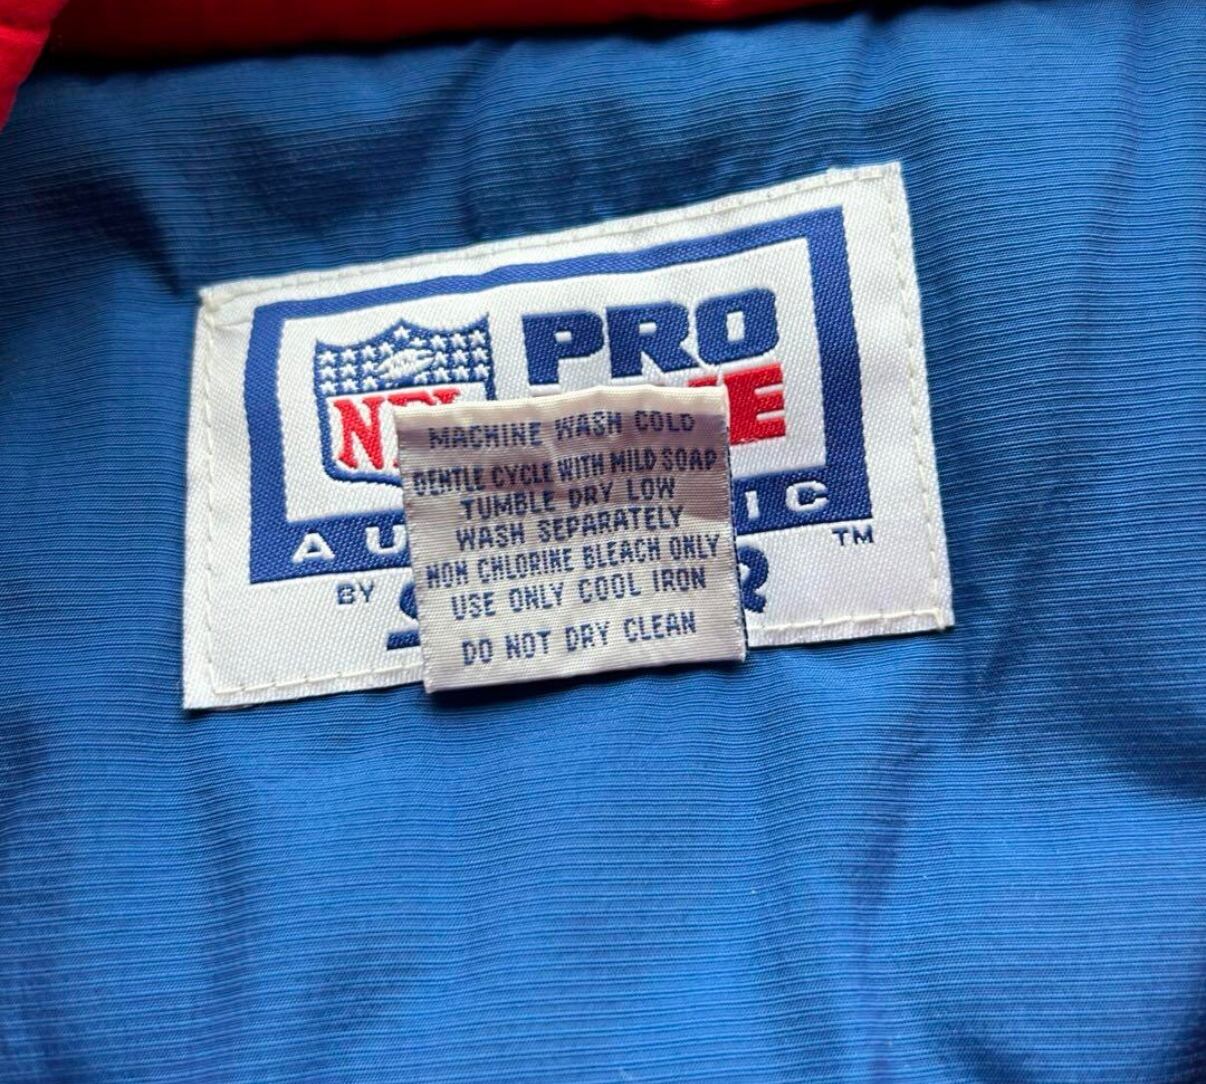 PRO
NFL
MACHINE WASH COLD
GENTLE CYCLE WITH MILD SOAP
TUMBLE DRY LOW
WASH SEPARATELY
NON CHLORINE BLEACH ONLY
USE ONLY COOL IRON
DO NOT DRY CLEAN
TM
BY